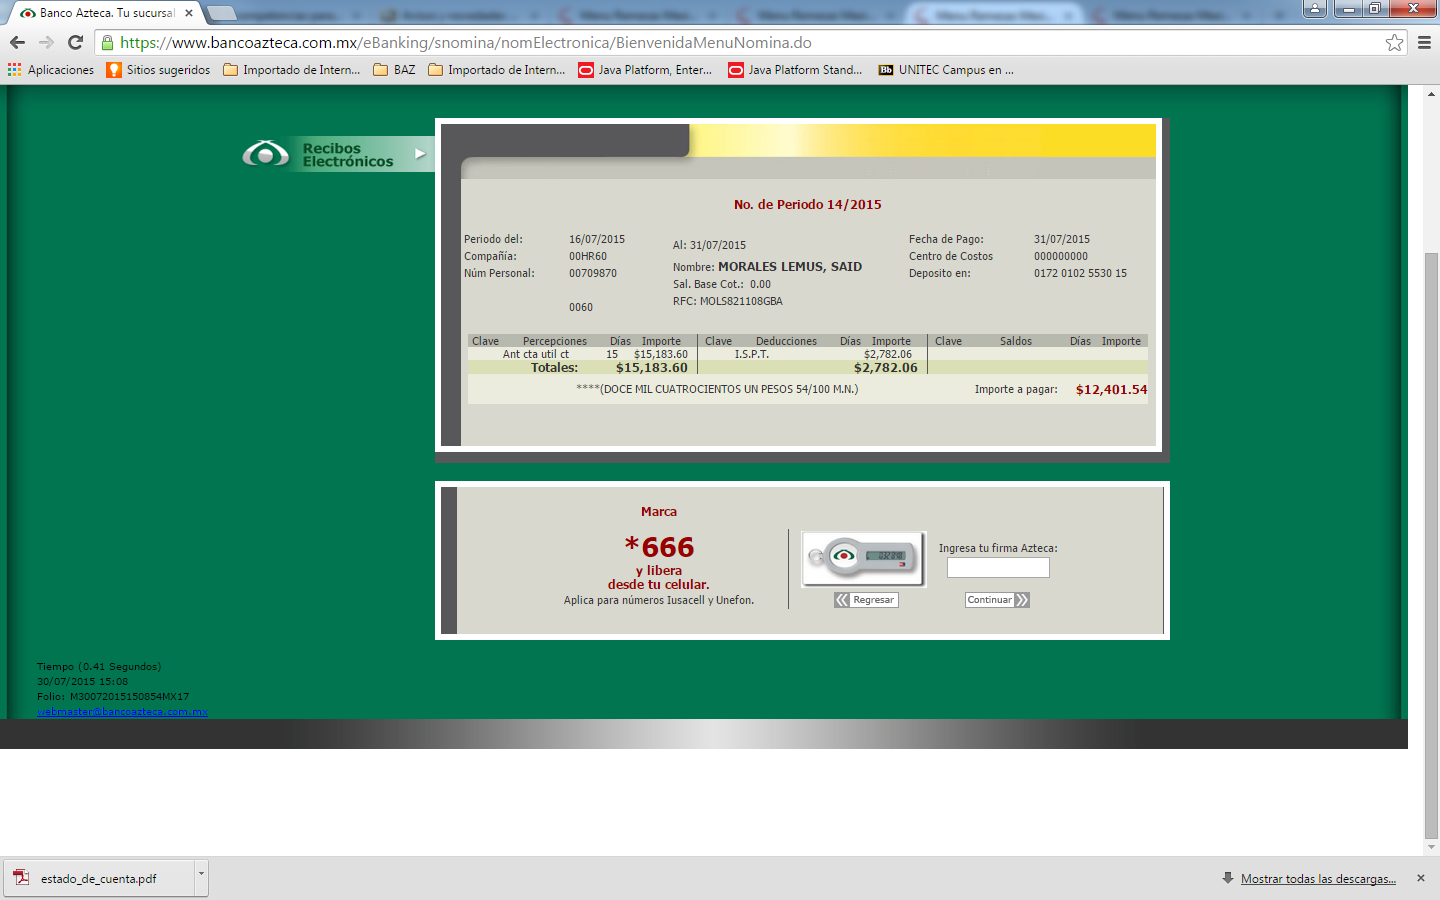 Banco Azteca. Tu sucursal
https://www.bancoazteca.com.mx/eBanking/snomina/nomElectronica/BienvenidaMenuNomina.do
Aplicaciones Sitios sugeridos Importado de Intern... BAZ Importado de Intern... Java Platform, Enter... Java Platform Stand... Bb UNITEC Campus en ...
Recibos
Electrónicos
No. de Periodo 14/2015
Periodo del: 16/07/2015 Al: 31/07/2015 Fecha de Pago: 31/07/2015
Compañía: 00HR60 Nombre: MORALES LEMUS, SAID Centro de Costos 000000000
Núm Personal: 00709870 Sal. Base Cot.: 0.00 Deposito en: 0172 0102 5530 15
0060 RFC: MOLS821108GBA
Clave Percepciones Días Importe Clave Deducciones Días Importe Clave Saldos Días Importe
Ant cta util ct 15 $15,183.60 I.S.P.T. $2,782.06
Totales: $15,183.60 $2,782.06
****(DOCE MIL CUATROCIENTOS UN PESOS 54/100 M.N.) Importe a pagar: $12,401.54
Marca
*666
y libera
desde tu celular.
Aplica para números Iusacell y Unefon.
Ingresa tu firma Azteca:
Regresar Continuar
Tiempo (0.41 Segundos)
30/07/2015 15:08
Folio: M30072015150854MX17
webmaster@bancoazteca.com.mx
estado_de_cuenta.pdf Mostrar todas las descargas...